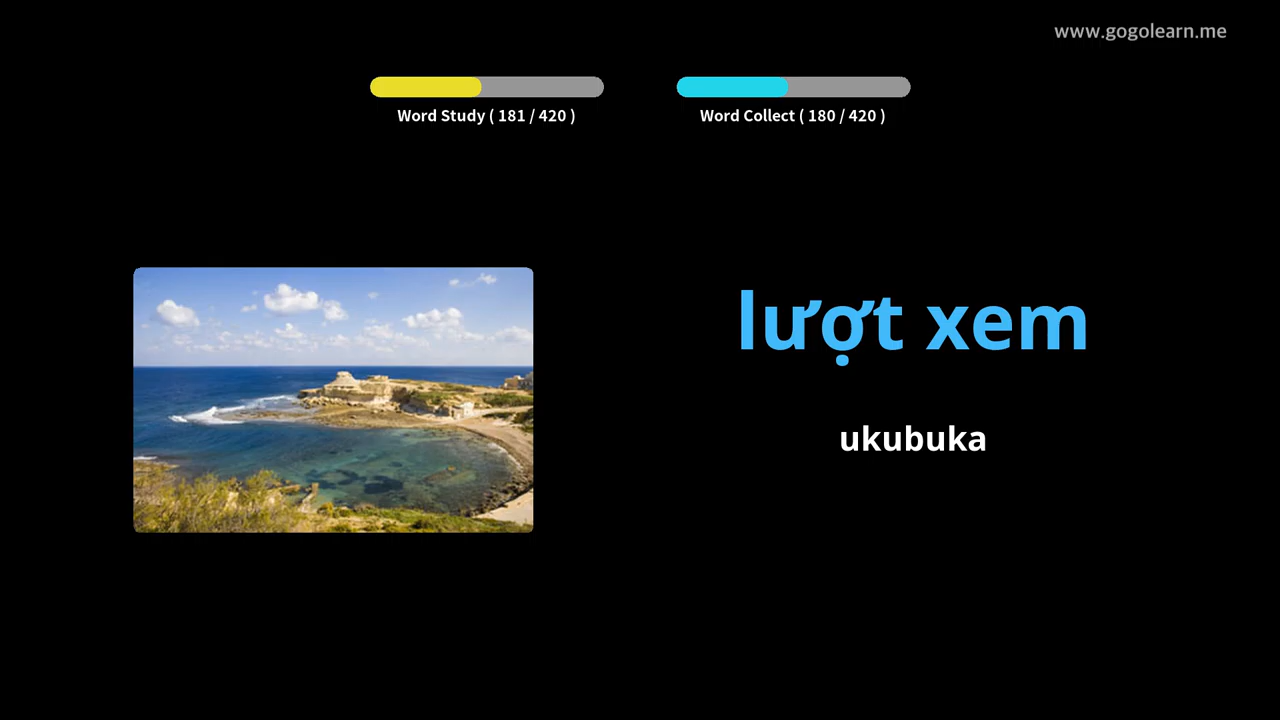 www.gogolearn.me
Word Study ( 181 / 420 )
Word Collect ( 180 / 420 )
lượt xem
ukubuka